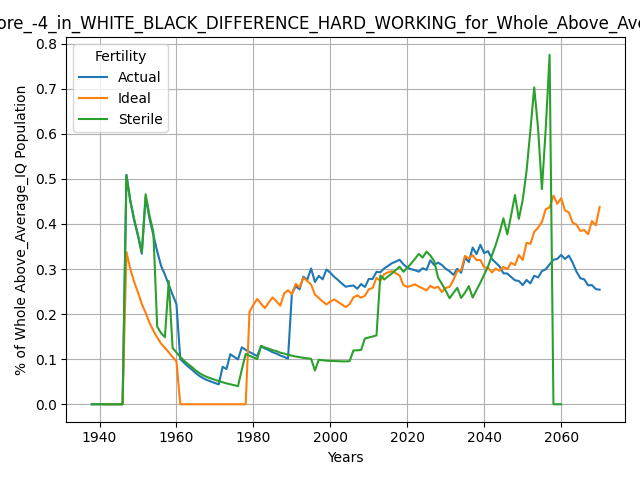 ore_-4_in_WHITE_BLACK_DIFFERENCE_HARD_WORKING_for_Whole_Above_Ave
% of Whole Above_Average_IQ Population
Fertility
Actual
Ideal
Sterile
0.8
0.7
0.6
0.5
0.4
0.3
0.2
0.1
0.0
1940 1960 1980 2000 2020 2040 2060
Years